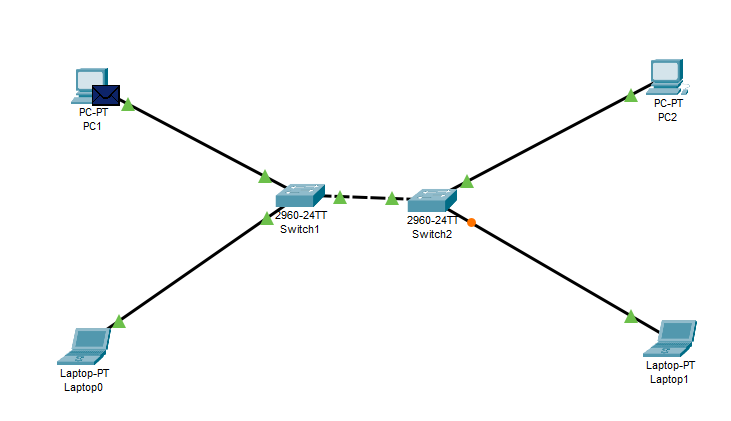 PC-PT
PC1
PC-PT
PC2
2960-24TT
Switch1
2960-24TT
Switch2
Laptop-PT
Laptop0
Laptop-PT
Laptop1